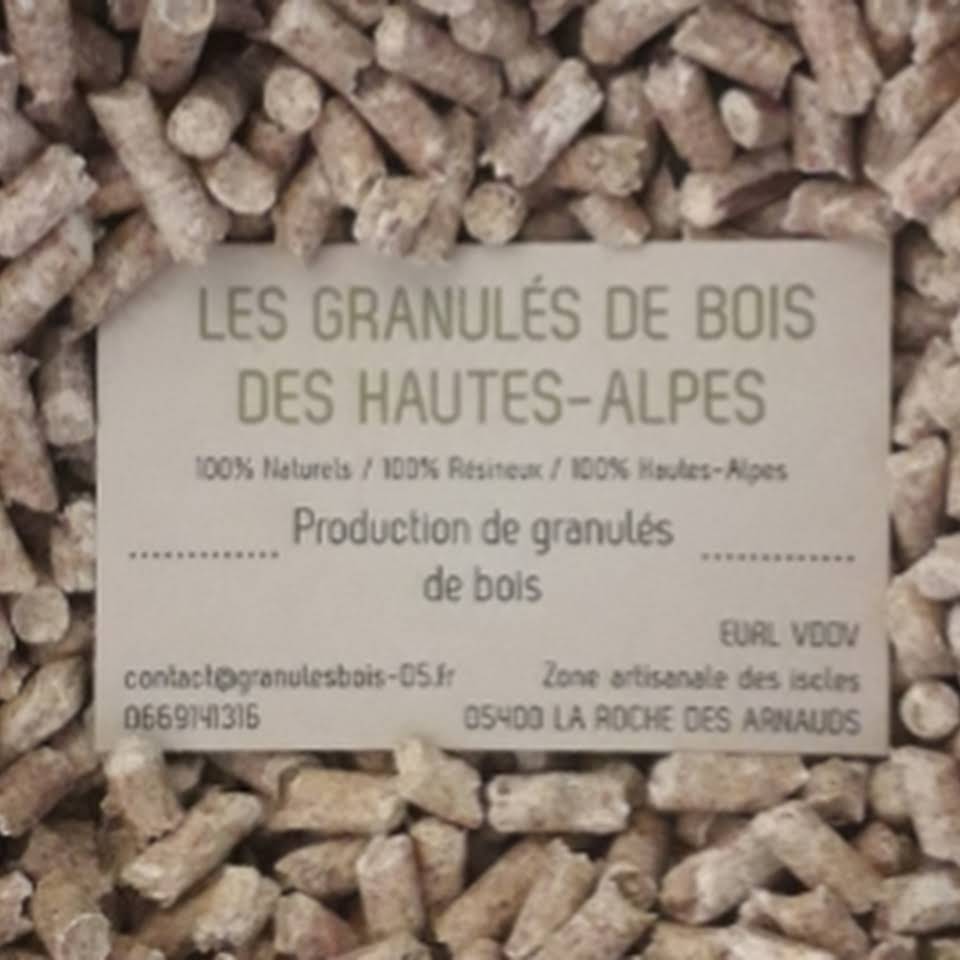 LES GRANULÉS DE BOIS
DES HAUTES-ALPES
100% Naturels / 100% Résineux / 100% Hautes-Alpes
Production de granulés
de bois
EURL VDDV
contact@granulesbois-05.fr
Zone artisanale des iscles
0669141316
05400 LA ROCHE DES ARNAUDS